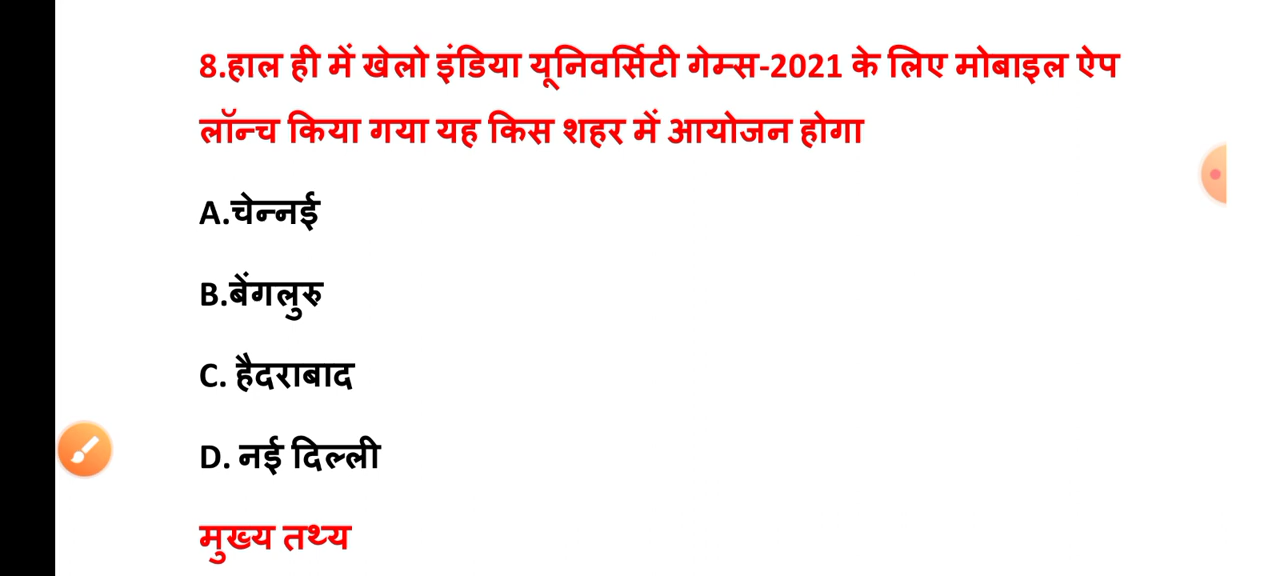 8.हाल ही में खेलो इंडिया यूनिवर्सिटी गेम्स-2021 के लिए मोबाइल ऐप
लॉन्च किया गया यह किस शहर में आयोजन होगा
A.चेन्नई
B.बेंगलुरु
C. हैदराबाद
D. नई दिल्ली
मुख्य तथ्य